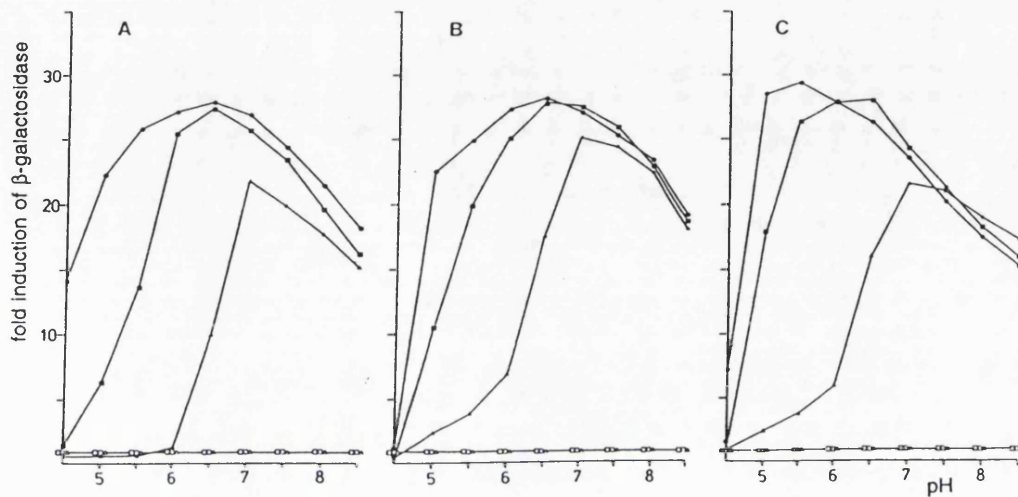 A
B
C
fold induction of β-galactosidase
30
20
10
5 6 7 8
5 6 7 8
5 6 7 8
pH